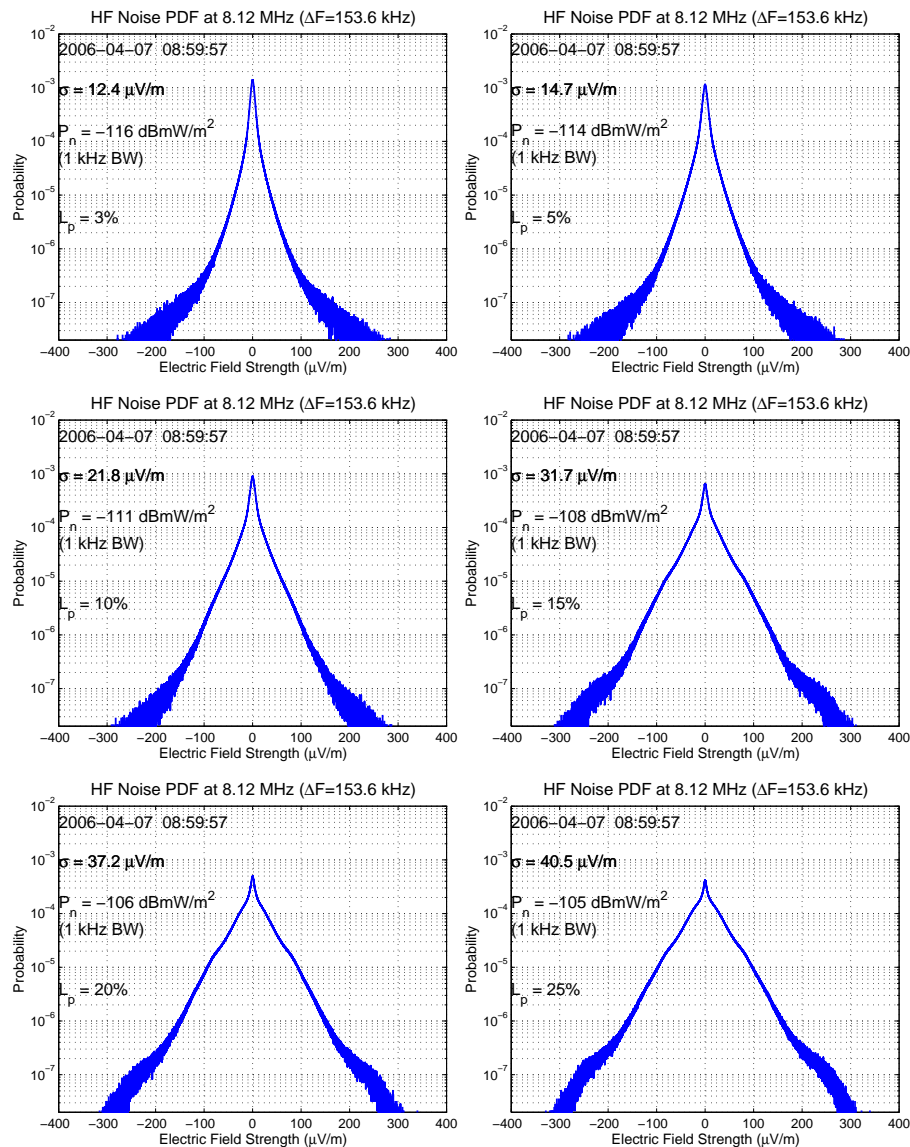 HF Noise PDF at 8.12 MHz (ΔF=153.6 kHz)
10−2
10−3
10−4
10−5
10−6
10−7
Probability
2006−04−07 08:59:57
σ = 12.4 μV/m
Pn = −116 dBmW/m2
(1 kHz BW)
Lp = 3%
−400 −300 −200 −100 0 100 200 300 400
Electric Field Strength (μV/m)
HF Noise PDF at 8.12 MHz (ΔF=153.6 kHz)
10−2
10−3
10−4
10−5
10−6
10−7
Probability
2006−04−07 08:59:57
σ = 14.7 μV/m
Pn = −114 dBmW/m2
(1 kHz BW)
Lp = 5%
−400 −300 −200 −100 0 100 200 300 400
Electric Field Strength (μV/m)
HF Noise PDF at 8.12 MHz (ΔF=153.6 kHz)
10−2
10−3
10−4
10−5
10−6
10−7
Probability
2006−04−07 08:59:57
σ = 21.8 μV/m
Pn = −111 dBmW/m2
(1 kHz BW)
Lp = 10%
−400 −300 −200 −100 0 100 200 300 400
Electric Field Strength (μV/m)
HF Noise PDF at 8.12 MHz (ΔF=153.6 kHz)
10−2
10−3
10−4
10−5
10−6
10−7
Probability
2006−04−07 08:59:57
σ = 31.7 μV/m
Pn = −108 dBmW/m2
(1 kHz BW)
Lp = 15%
−400 −300 −200 −100 0 100 200 300 400
Electric Field Strength (μV/m)
HF Noise PDF at 8.12 MHz (ΔF=153.6 kHz)
10−2
10−3
10−4
10−5
10−6
10−7
Probability
2006−04−07 08:59:57
σ = 37.2 μV/m
Pn = −106 dBmW/m2
(1 kHz BW)
Lp = 20%
−400 −300 −200 −100 0 100 200 300 400
Electric Field Strength (μV/m)
HF Noise PDF at 8.12 MHz (ΔF=153.6 kHz)
10−2
10−3
10−4
10−5
10−6
10−7
Probability
2006−04−07 08:59:57
σ = 40.5 μV/m
Pn = −105 dBmW/m2
(1 kHz BW)
Lp = 25%
−400 −300 −200 −100 0 100 200 300 400
Electric Field Strength (μV/m)